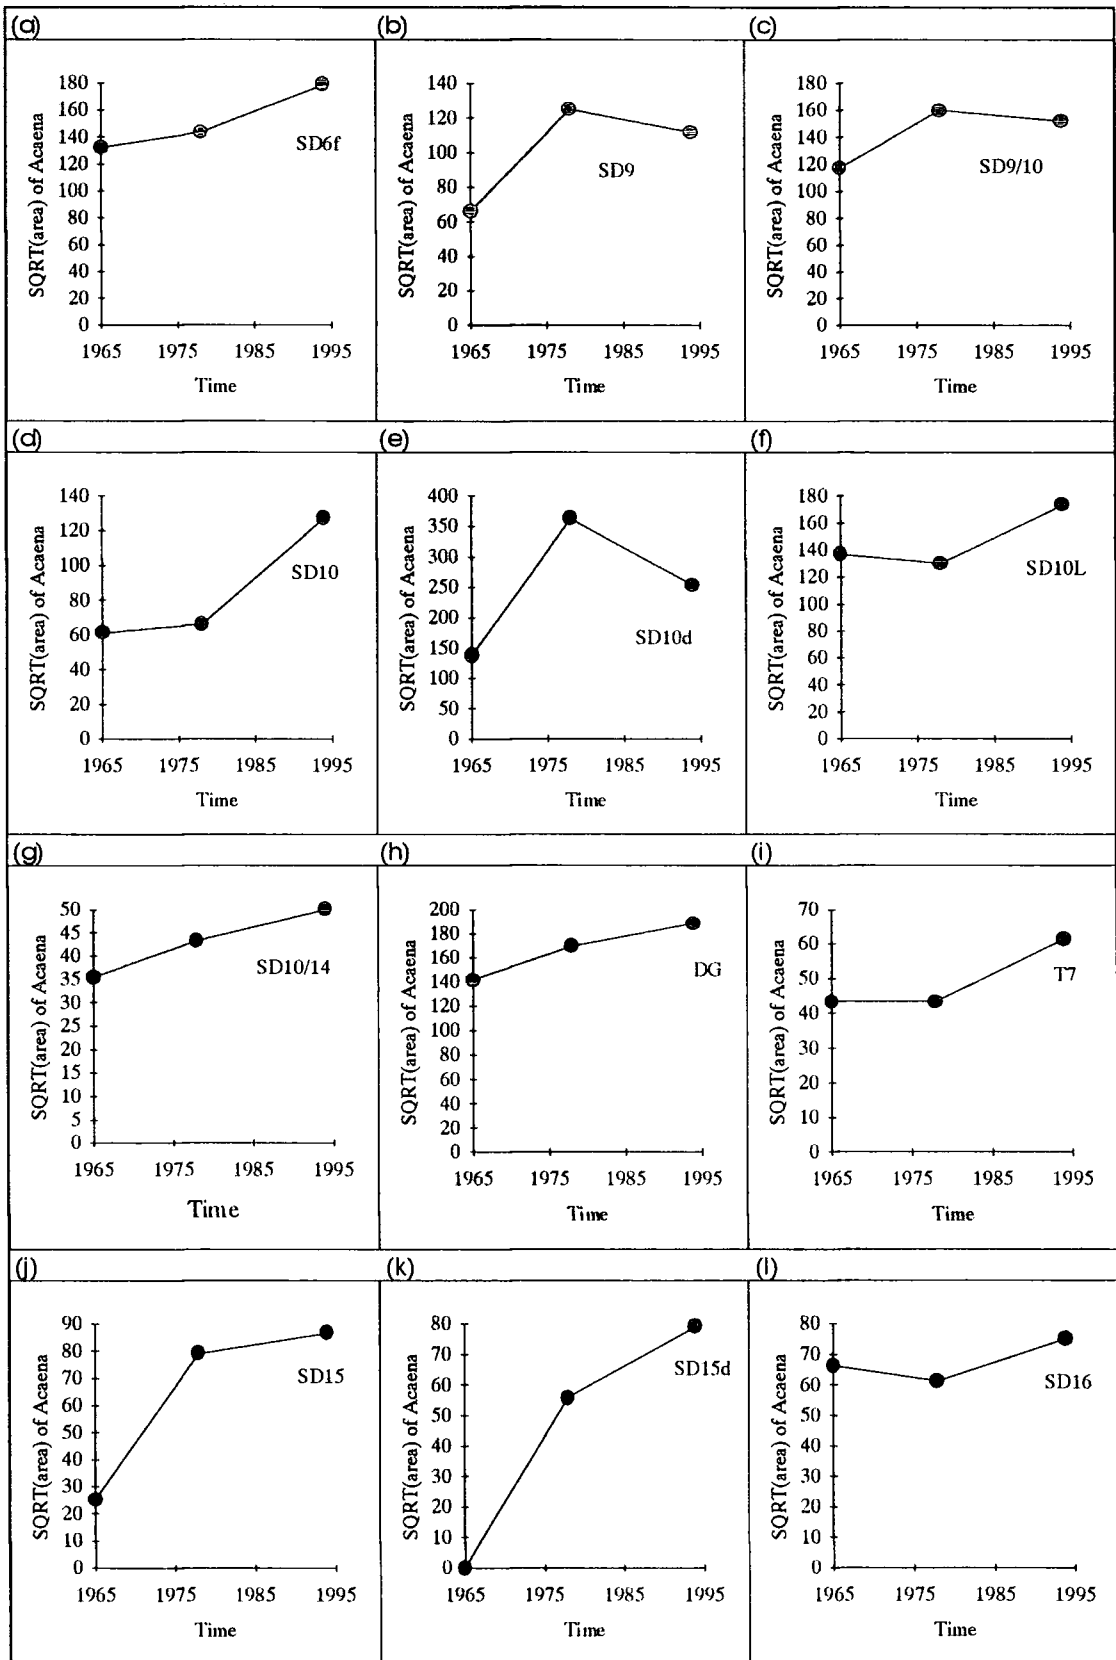 (a) (b) (c)
SQRT(area) of Acaena
180
160
140
120
100
80
60
40
20
0
SD6f
1965 1975 1985 1995
Time
SQRT(area) of Acaena
140
120
100
80
60
40
20
0
SD9
1965 1975 1985 1995
Time
SQRT(area) of Acaena
180
160
140
120
100
80
60
40
20
0
SD9/10
1965 1975 1985 1995
Time
(d) (e) (f)
SQRT(area) of Acaena
140
120
100
80
60
40
20
0
SD10
1965 1975 1985 1995
Time
SQRT(area) of Acaena
400
350
300
250
200
150
100
50
0
SD10d
1965 1975 1985 1995
Time
SQRT(area) of Acaena
180
160
140
120
100
80
60
40
20
0
SD10L
1965 1975 1985 1995
Time
(g) (h) (i)
SQRT(area) of Acaena
50
45
40
35
30
25
20
15
10
5
0
SD10/14
1965 1975 1985 1995
Time
SQRT(area) of Acaena
200
180
160
140
120
100
80
60
40
20
0
DG
1965 1975 1985 1995
Time
SQRT(area) of Acaena
70
60
50
40
30
20
10
0
T7
1965 1975 1985 1995
Time
(j) (k) (l)
SQRT(area) of Acaena
90
80
70
60
50
40
30
20
10
0
SD15
1965 1975 1985 1995
Time
SQRT(area) of Acaena
80
70
60
50
40
30
20
10
0
SD15d
1965 1975 1985 1995
Time
SQRT(area) of Acaena
80
70
60
50
40
30
20
10
0
SD16
1965 1975 1985 1995
Time